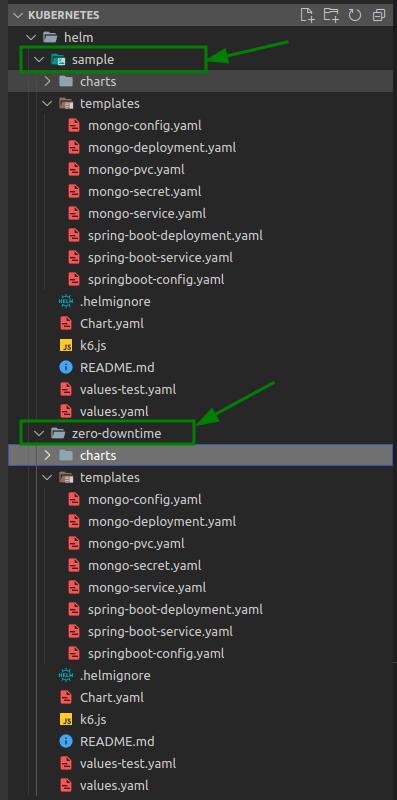 KUBERNETES
helm
sample
charts
templates
mongo-config.yaml
mongo-deployment.yaml
mongo-pvc.yaml
mongo-secret.yaml
mongo-service.yaml
spring-boot-deployment.yaml
spring-boot-service.yaml
springboot-config.yaml
HELM .helmignore
Chart.yaml
JS k6.js
README.md
values-test.yaml
values.yaml
zero-downtime
charts
templates
mongo-config.yaml
mongo-deployment.yaml
mongo-pvc.yaml
mongo-secret.yaml
mongo-service.yaml
spring-boot-deployment.yaml
spring-boot-service.yaml
springboot-config.yaml
HELM .helmignore
Chart.yaml
JS k6.js
README.md
values-test.yaml
values.yaml